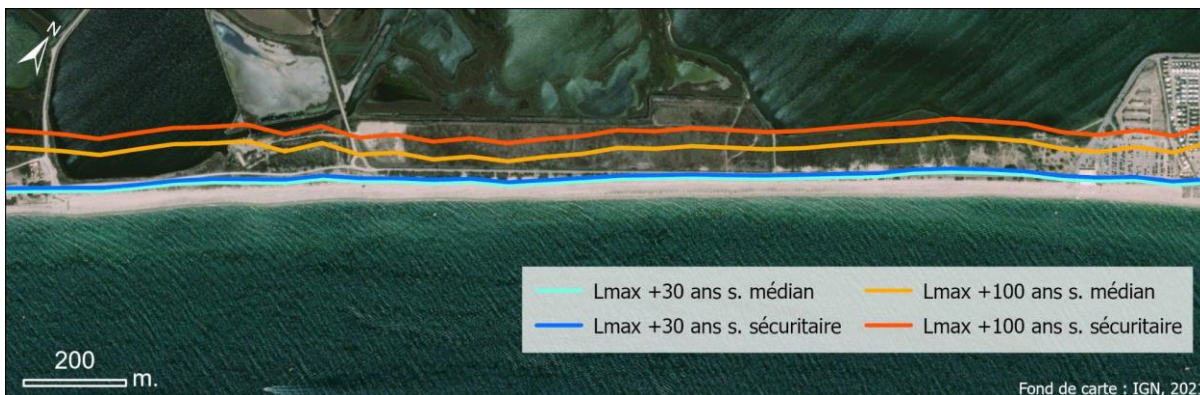 N
Lmax +30 ans s. médian
Lmax +100 ans s. médian
Lmax +30 ans s. sécuritaire
Lmax +100 ans s. sécuritaire
200
m.
Fond de carte : IGN, 202